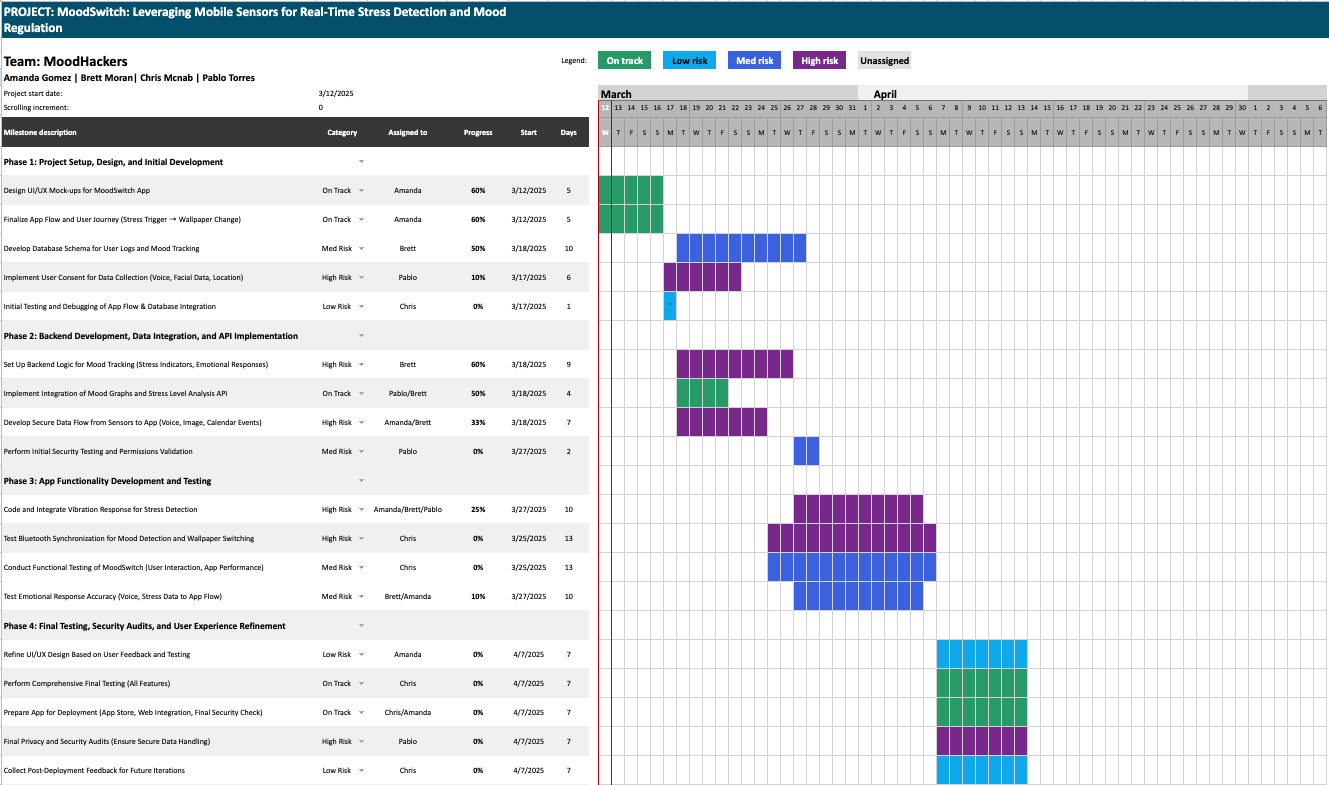 PROJECT: MoodSwitch: Leveraging Mobile Sensors for Real-Time Stress Detection and Mood
Regulation
Team: MoodHackers
Legend: On track Low risk Med risk High risk Unassigned
Amanda Gomez | Brett Moran| Chris Mcnab | Pablo Torres
Project start date: 3/12/2025
March April
Scrolling increment: 0
12 13 14 15 16 17 18 19 20 21 22 23 24 25 26 27 28 29 30 31 1 2 3 4 5 6 7 8 9 10 11 12 13 14 15 16 17 18 19 20 21 22 23 24 25 26 27 28 29 30 1 2 3 4 5 6
Milestone description Category Assigned to Progress Start Days W T F S S M T W T F S S M T W T F S S M T W T F S S M T W T F S S M T W T F S S M T W T F S S M T W T F S S M T
Phase 1: Project Setup, Design, and Initial Development
Design UI/UX Mock-ups for MoodSwitch App On Track Amanda 60% 3/12/2025 5
Finalize App Flow and User Journey (Stress Trigger → Wallpaper Change) On Track Amanda 60% 3/12/2025 5
Develop Database Schema for User Logs and Mood Tracking Med Risk Brett 50% 3/18/2025 10
Implement User Consent for Data Collection (Voice, Facial Data, Location) High Risk Pablo 10% 3/17/2025 6
Initial Testing and Debugging of App Flow & Database Integration Low Risk Chris 0% 3/17/2025 1
Phase 2: Backend Development, Data Integration, and API Implementation
Set Up Backend Logic for Mood Tracking (Stress Indicators, Emotional Responses) High Risk Brett 60% 3/18/2025 9
Implement Integration of Mood Graphs and Stress Level Analysis API On Track Pablo/Brett 50% 3/18/2025 4
Develop Secure Data Flow from Sensors to App (Voice, Image, Calendar Events) High Risk Amanda/Brett 33% 3/18/2025 7
Perform Initial Security Testing and Permissions Validation Med Risk Pablo 0% 3/27/2025 2
Phase 3: App Functionality Development and Testing
Code and Integrate Vibration Response for Stress Detection High Risk Amanda/Brett/Pablo 25% 3/27/2025 10
Test Bluetooth Synchronization for Mood Detection and Wallpaper Switching High Risk Chris 0% 3/25/2025 13
Conduct Functional Testing of MoodSwitch (User Interaction, App Performance) Med Risk Chris 0% 3/25/2025 13
Test Emotional Response Accuracy (Voice, Stress Data to App Flow) Med Risk Brett/Amanda 10% 3/27/2025 10
Phase 4: Final Testing, Security Audits, and User Experience Refinement
Refine UI/UX Design Based on User Feedback and Testing Low Risk Amanda 0% 4/7/2025 7
Perform Comprehensive Final Testing (All Features) On Track Chris 0% 4/7/2025 7
Prepare App for Deployment (App Store, Web Integration, Final Security Check) On Track Chris/Amanda 0% 4/7/2025 7
Final Privacy and Security Audits (Ensure Secure Data Handling) High Risk Pablo 0% 4/7/2025 7
Collect Post-Deployment Feedback for Future Iterations Low Risk Chris 0% 4/7/2025 7